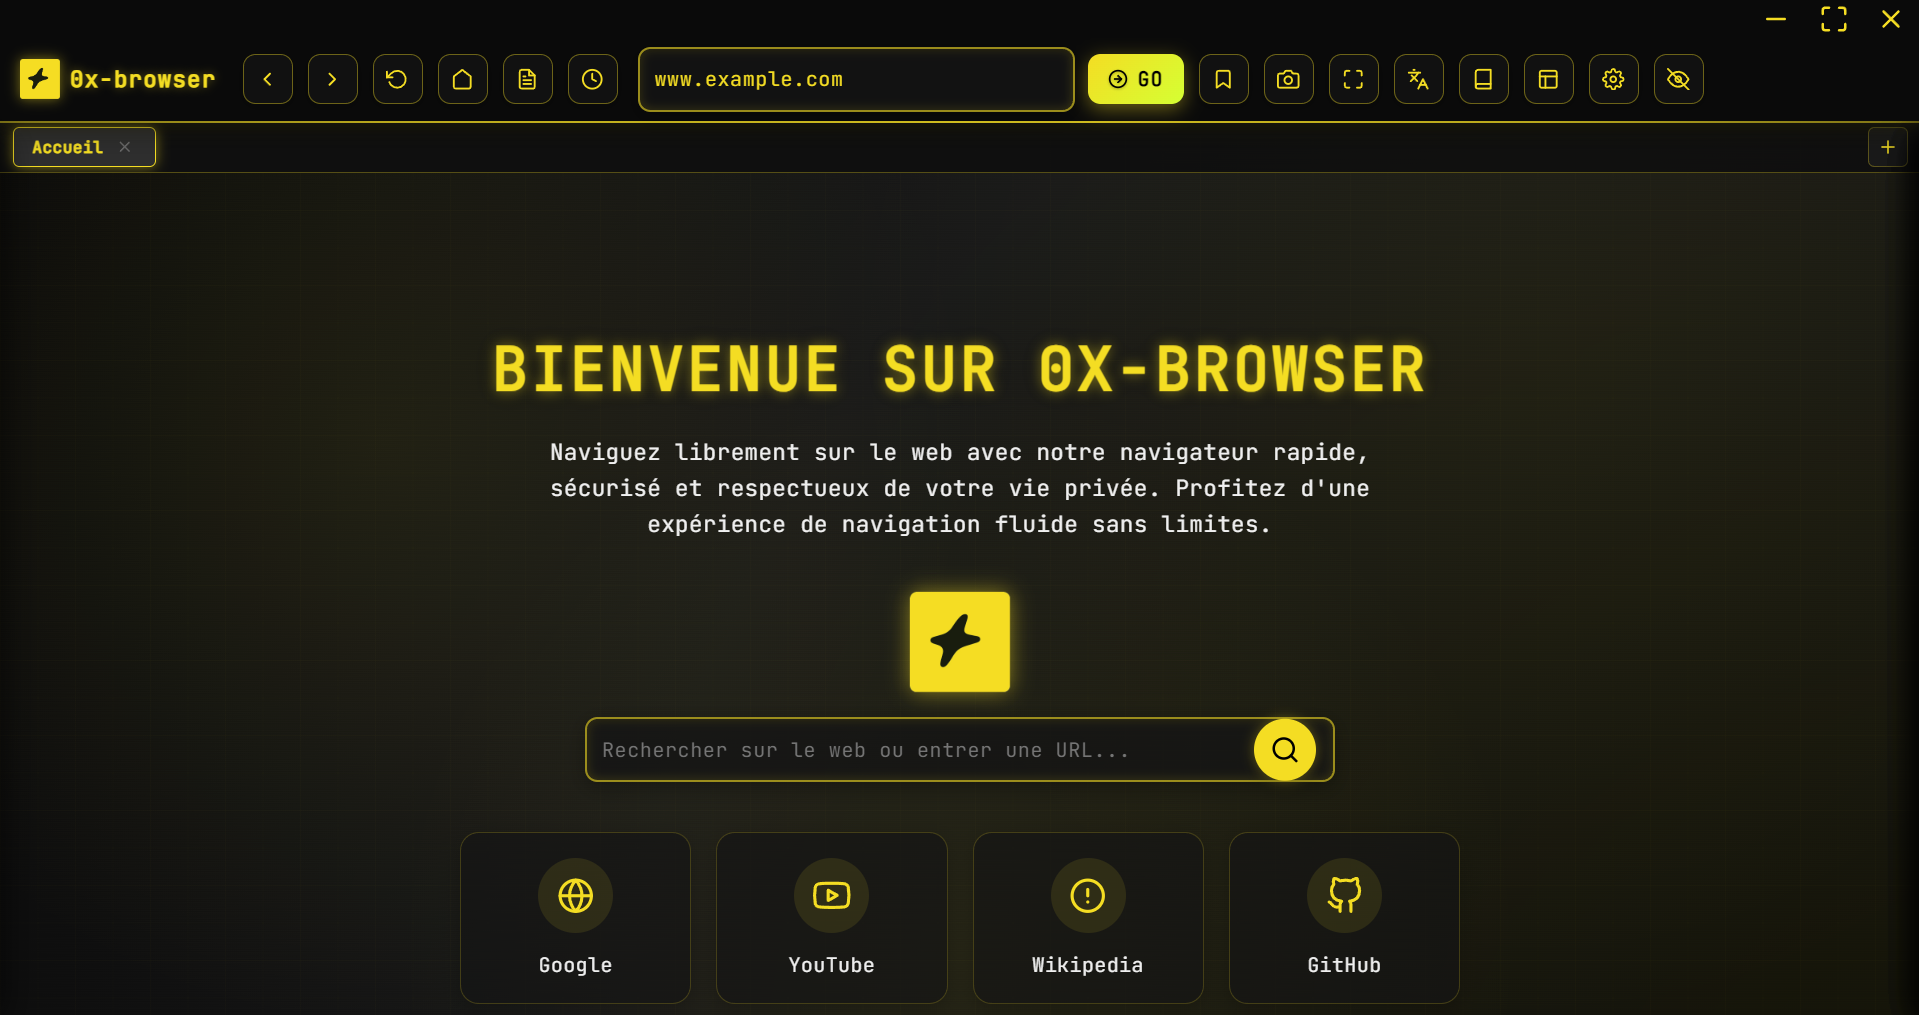 0x-browser
www.example.com
GO
Accueil
BIENVENUE SUR 0X-BROWSER
Naviguez librement sur le web avec notre navigateur rapide,
sécurisé et respectueux de votre vie privée. Profitez d'une
expérience de navigation fluide sans limites.
Rechercher sur le web ou entrer une URL...
Google
YouTube
Wikipedia
GitHub